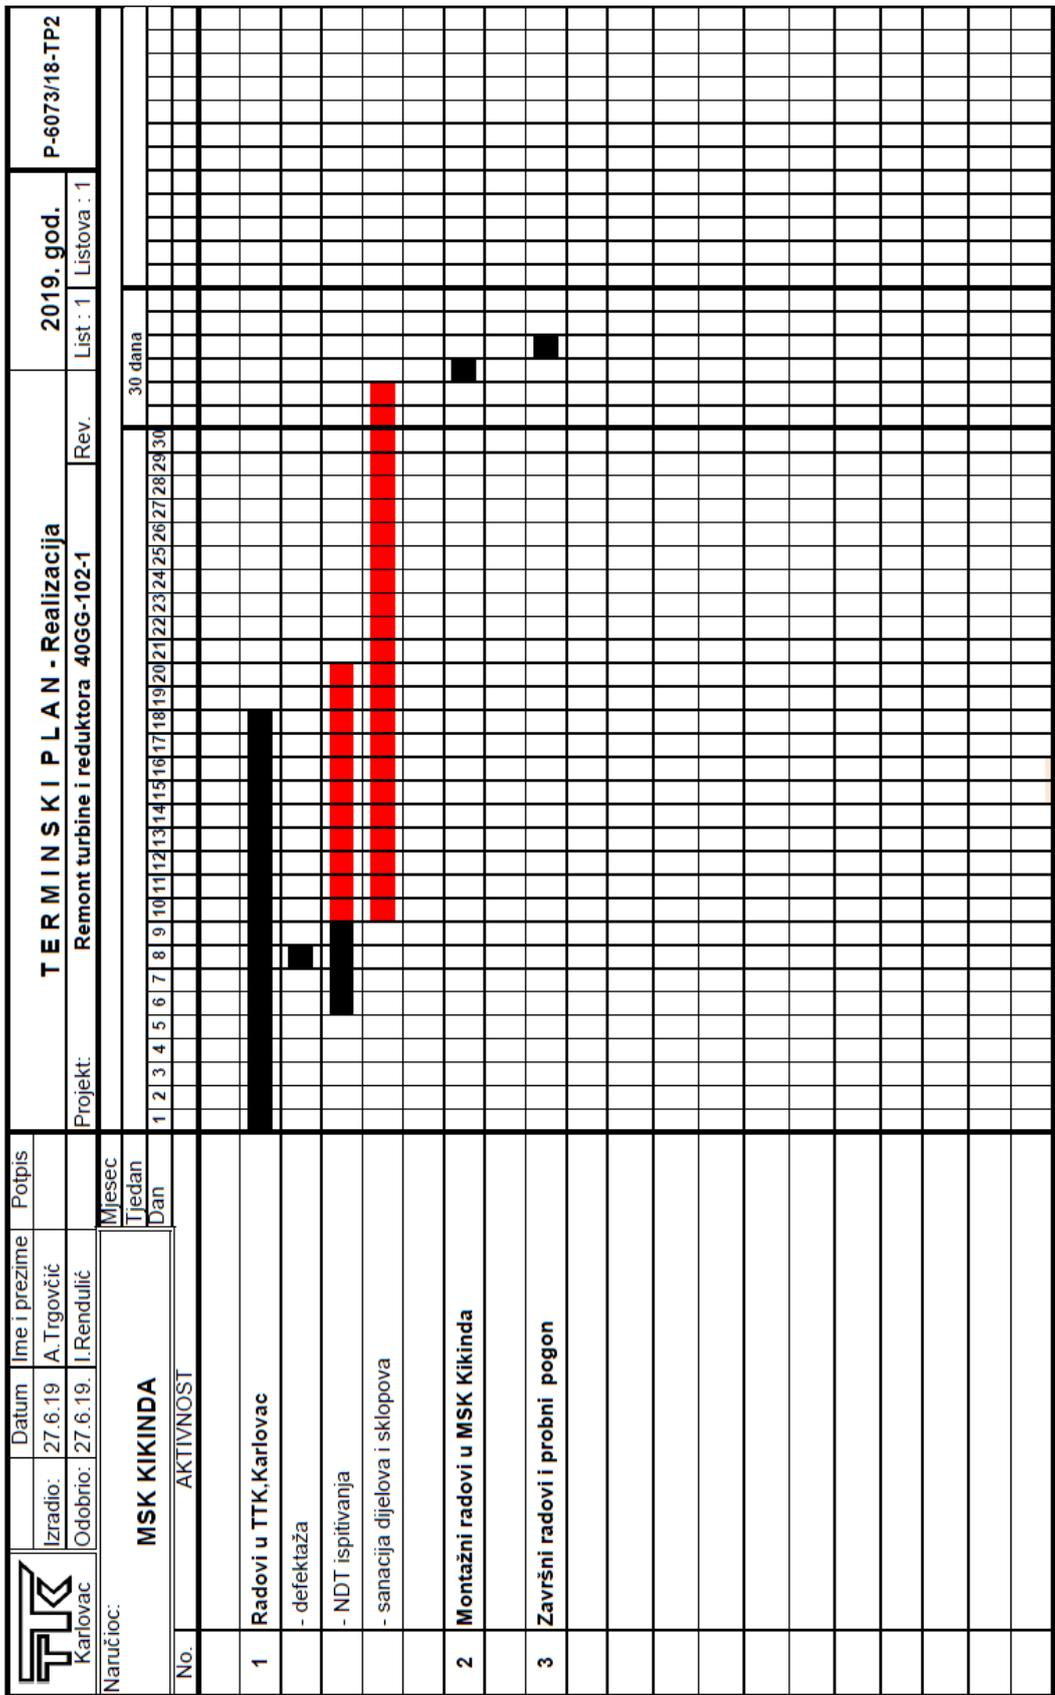 TTK
Karlovac
Datum Ime i prezime Potpis
Izradio: 27.6.19 A.Trgovčić
Odobrio: 27.6.19. I.Rendulić
T E R M I N S K I P L A N - Realizacija
2019. god.
P-6073/18-TP2
Projekt: Remont turbine i reduktora 40GG-102-1
Rev.
List : 1
Listova : 1
Naručioc:
MSK KIKINDA
Mjesec
Tjedan
30 dana
Dan
1 2 3 4 5 6 7 8 9 10 11 12 13 14 15 16 17 18 19 20 21 22 23 24 25 26 27 28 29 30
No. AKTIVNOST
1 Radovi u TTK,Karlovac
- defektaža
- NDT ispitivanja
- sanacija dijelova i sklopova
2 Montažni radovi u MSK Kikinda
3 Završni radovi i probni pogon